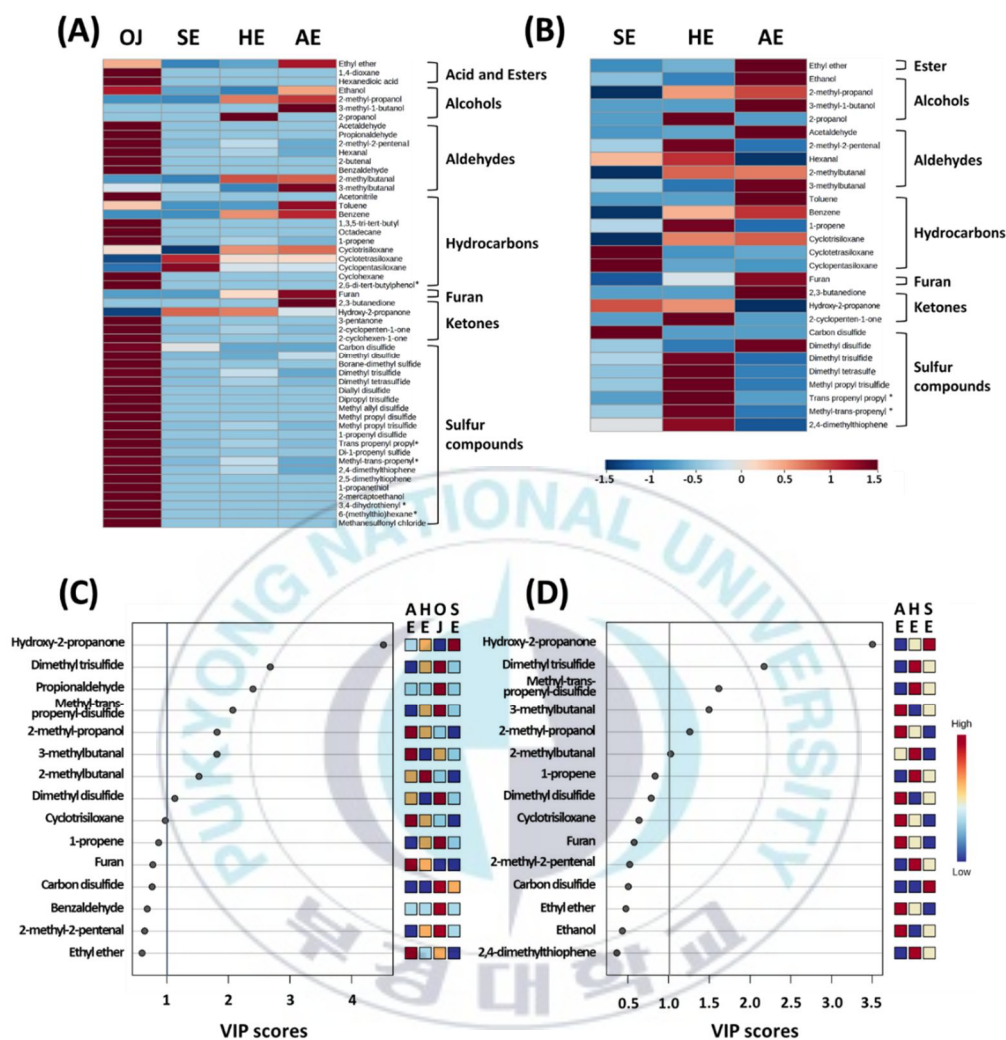 (A)
OJ SE HE AE
Ethyl ether
1,4-dioxane
Hexanedioic acid
Ethanol
2-methyl-propanol
3-methyl-1-butanol
2-propanol
Acetaldehyde
Propionaldehyde
2-methyl-2-pentenal
Hexanal
2-butenal
Benzaldehyde
2-methylbutanal
3-methylbutanal
Acetonitrile
Toluene
Benzene
1,3,5-tri-tert-butyl
Octadecane
1-propene
Cyclotrisiloxane
Cyclotetrasiloxane
Cyclopentasiloxane
Cyclohexane
2,6-di-tert-butylphenol*
Furan
2,3-butanedione
Hydroxy-2-propanone
3-pentanone
2-cyclopenten-1-one
2-cyclohexen-1-one
Carbon disulfide
Dimethyl disulfide
Borane-dimethyl sulfide
Dimethyl trisulfide
Dimethyl tetrasulfide
Diallyl disulfide
Dipropyl trisulfide
Methyl allyl disulfide
Methyl propyl disulfide
Methyl propyl trisulfide
1-propenyl disulfide
Trans propenyl propyl*
Di-1-propenyl sulfide
Methyl-trans-propenyl*
2,4-dimethylthiophene
2,5-dimethyltiophene
1-propanethiol
2-mercaptoethanol
3,4-dihydrothienyl *
6-(methylthio)hexane*
Methanesulfonyl chloride
Acid and Esters
Alcohols
Aldehydes
Hydrocarbons
Furan
Ketones
Sulfur
compounds
(B)
SE HE AE
Ethyl ether
Ethanol
2-methyl-propanol
3-methyl-1-butanol
2-propanol
Acetaldehyde
2-methyl-2-pentenal
Hexanal
2-methylbutanal
3-methylbutanal
Toluene
Benzene
1-propene
Cyclotrisiloxane
Cyclotetrasiloxane
Cyclopentasiloxane
Furan
2,3-butanedione
Hydroxy-2-propanone
2-cyclopenten-1-one
Carbon disulfide
Dimethyl disulfide
Dimethyl trisulfide
Dimethyl tetrasulfe
Methyl propyl trisulfide
Trans propenyl propyl *
Methyl-trans-propenyl *
2,4-dimethylthiophene
Ester
Alcohols
Aldehydes
Hydrocarbons
Furan
Ketones
Sulfur
compounds
-1.5 -1 -0.5 0 0.5 1 1.5
PUKYONG NATIONAL UNIVERSITY
부경대학교
(C)
A H O S
E E J E
Hydroxy-2-propanone
Dimethyl trisulfide
Propionaldehyde
Methyl-trans-
propenyl-disulfide
2-methyl-propanol
3-methylbutanal
2-methylbutanal
Dimethyl disulfide
Cyclotrisiloxane
1-propene
Furan
Carbon disulfide
Benzaldehyde
2-methyl-2-pentenal
Ethyl ether
1 2 3 4
VIP scores
(D)
A H S
E E E
Hydroxy-2-propanone
Dimethyl trisulfide
Methyl-trans-
propenyl-disulfide
3-methylbutanal
2-methyl-propanol
2-methylbutanal
1-propene
Dimethyl disulfide
Cyclotrisiloxane
Furan
2-methyl-2-pentenal
Carbon disulfide
Ethyl ether
Ethanol
2,4-dimethylthiophene
0.5 1.0 1.5 2.0 2.5 3.0 3.5
VIP scores
High
Low